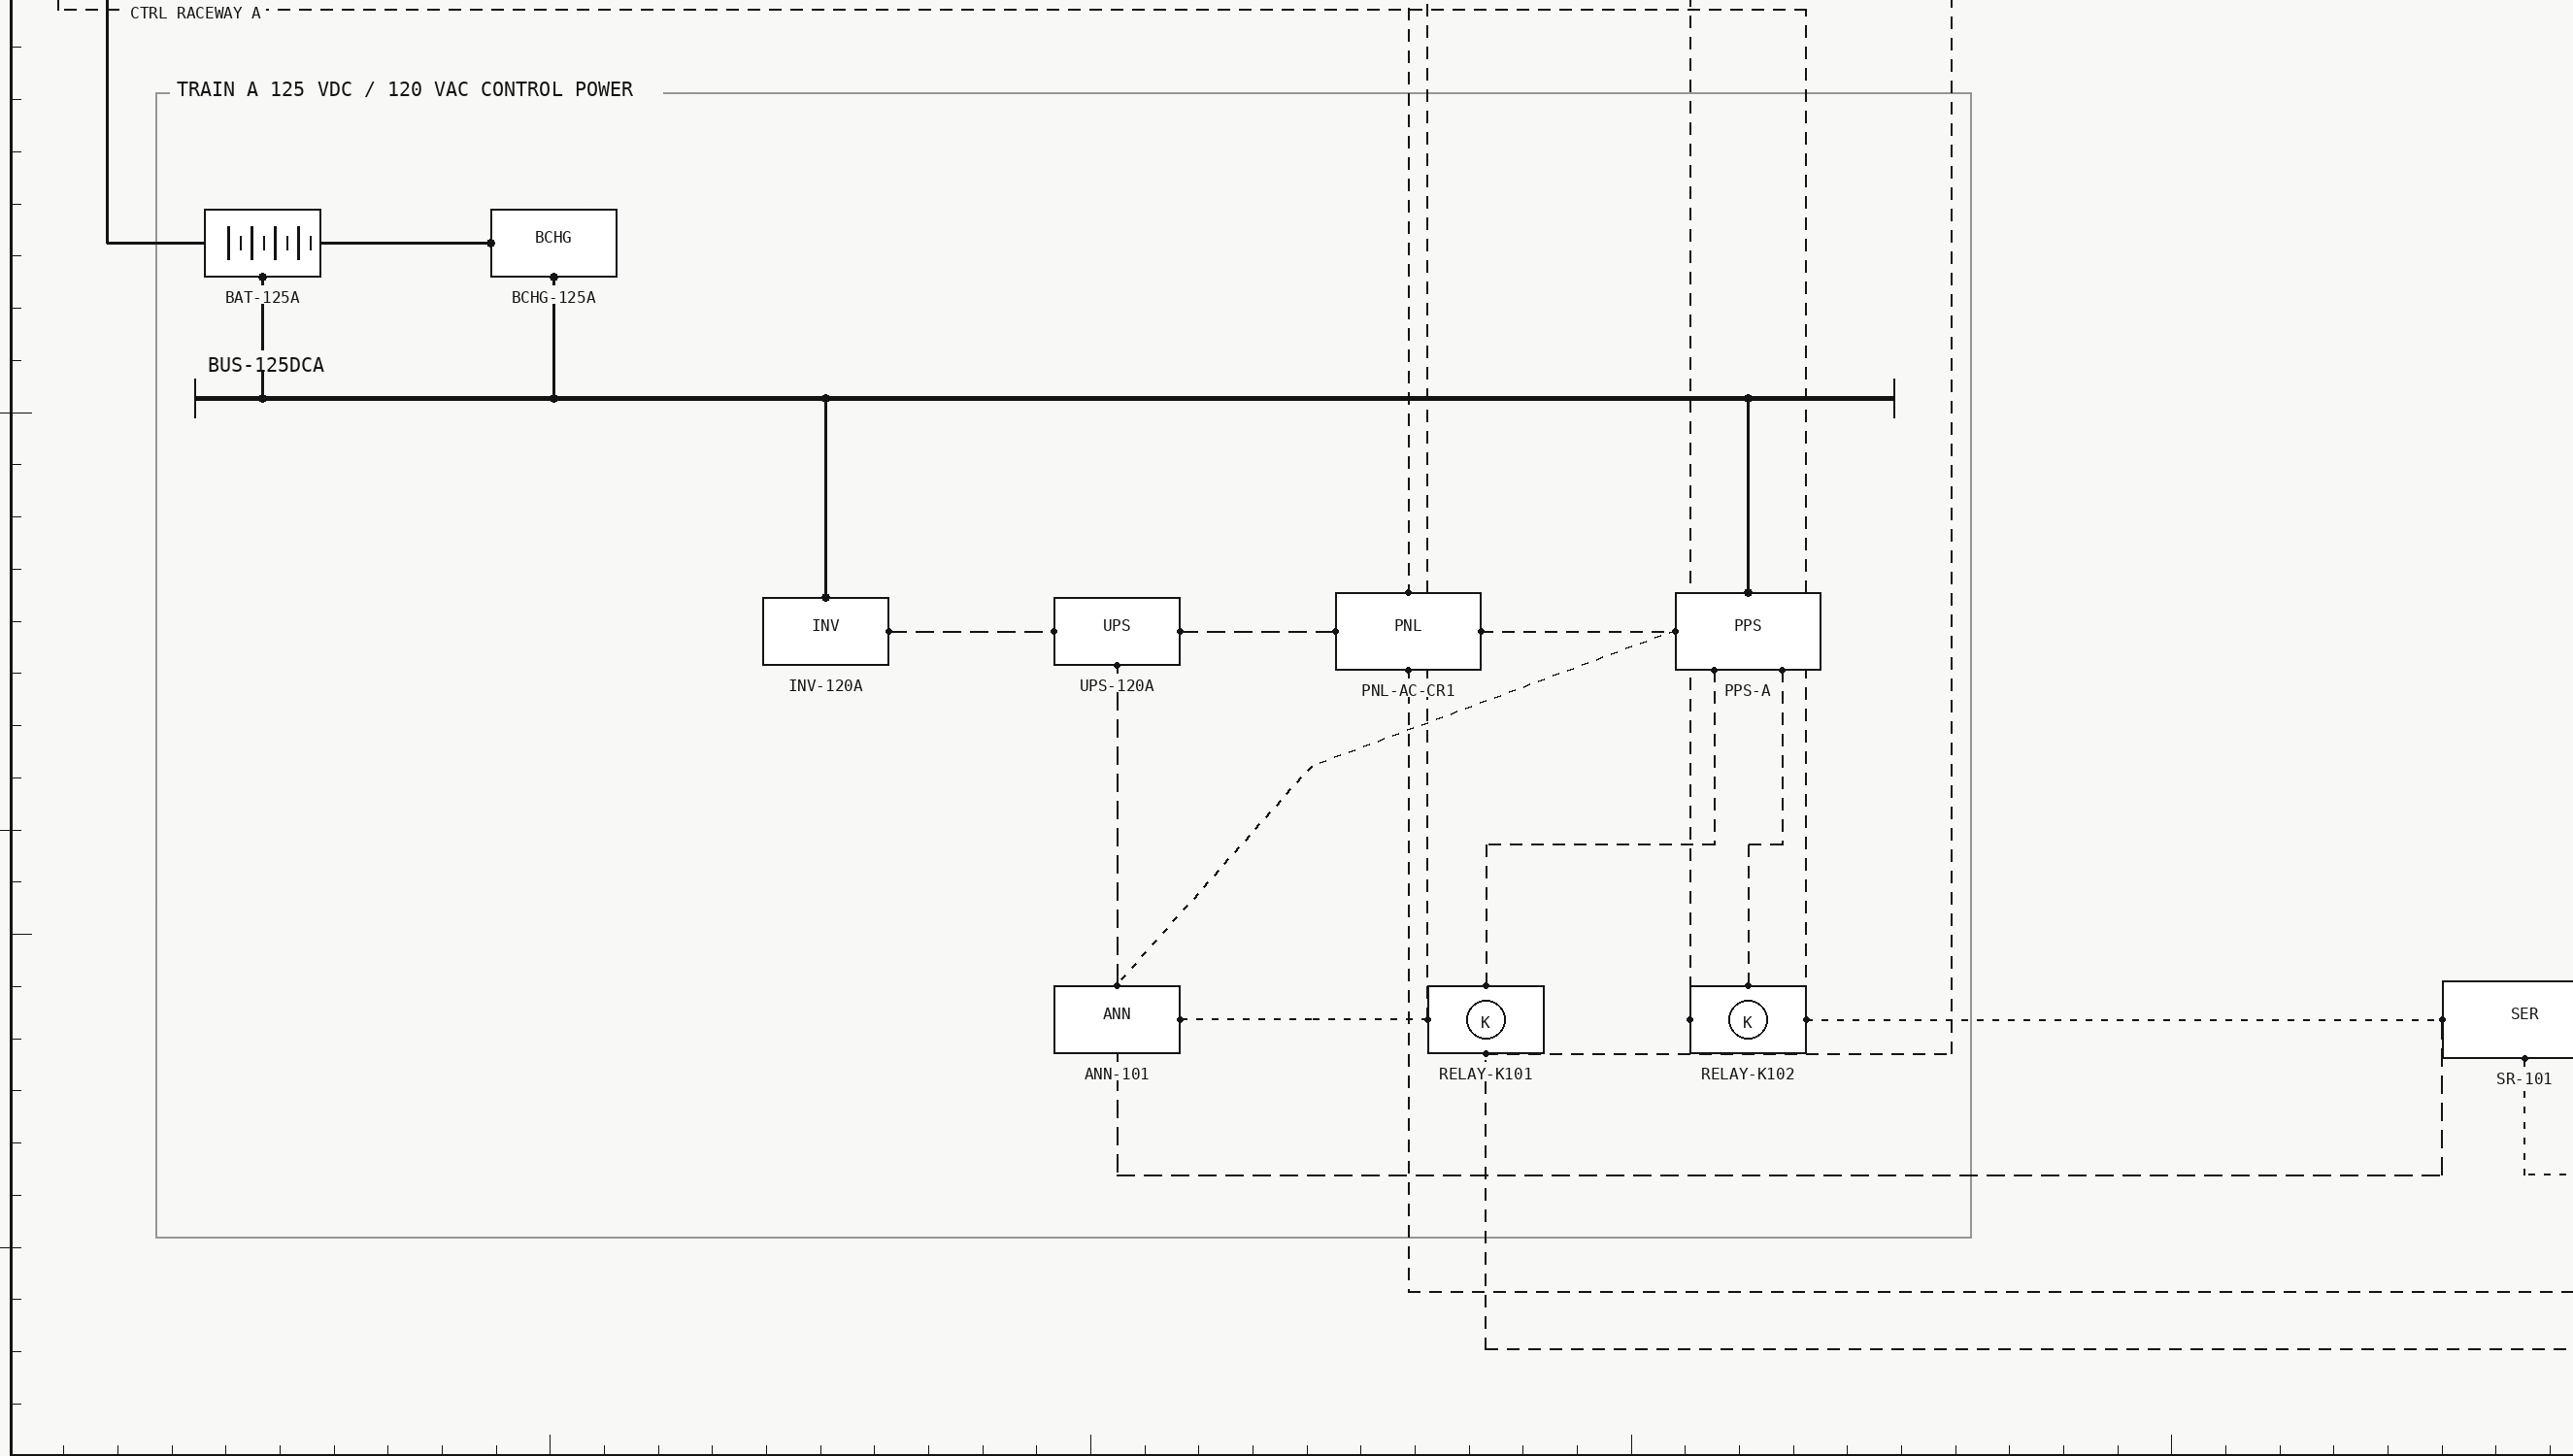 CTRL RACEWAY A
TRAIN A 125 VDC / 120 VAC CONTROL POWER
BCHG
BAT-125A
BCHG-125A
BUS-125DCA
INV
UPS
PNL
PPS
INV-120A
UPS-120A
PNL-AC-CR1
PPS-A
ANN
K
K
SER
ANN-101
RELAY-K101
RELAY-K102
SR-101